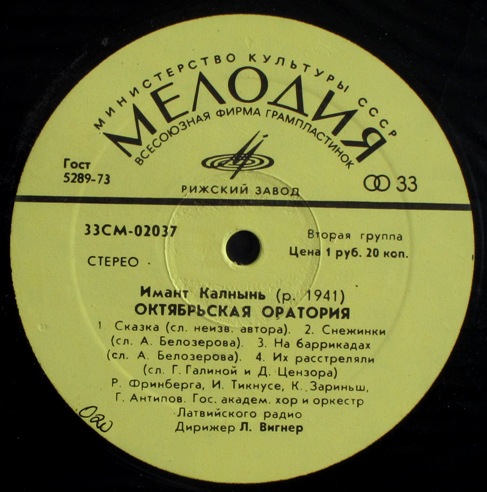 МИНИСТЕРСТВО КУЛЬТУРЫ СССР
МЕЛОДИЯ
ВСЕСОЮЗНАЯ ФИРМА ГРАМПЛАСТИНОК
Гост
5289-73
33
РИЖСКИЙ ЗАВОД
33СМ-02037
Вторая группа
Цена 1 руб. 20 коп.
СТЕРЕО
Имант Калнынь (р. 1941)
ОКТЯБРЬСКАЯ ОРАТОРИЯ
1 Сказка (сл. неизв. автора). 2. Снежинки
(сл. А. Белозерова). 3. На баррикадах
(сл. А. Белозерова). 4. Их расстреляли
(сл. Г. Галиной и Д. Цензора)
Р. Фринберга, И. Тикнусе, К. Зариньш,
Г. Антипов. Гос. академ. хор и оркестр
Латвийского радио
Дирижер Л. Вигнер